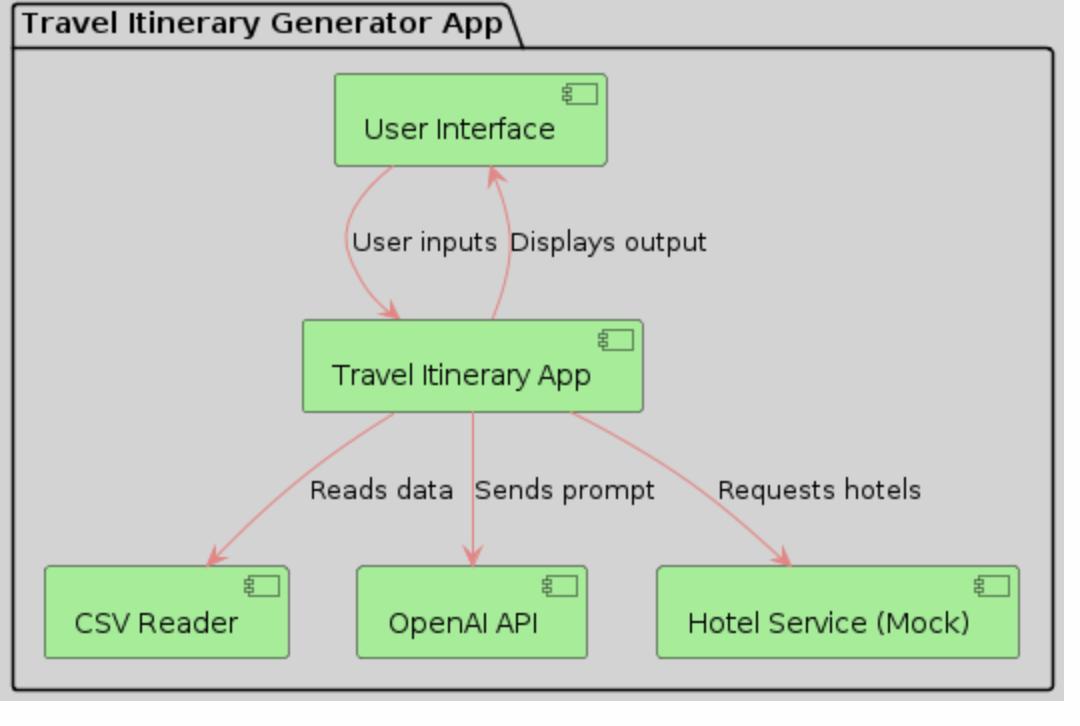 Travel Itinerary Generator App
User Interface
User inputs
Displays output
Travel Itinerary App
Reads data
Sends prompt
Requests hotels
CSV Reader
OpenAI API
Hotel Service (Mock)